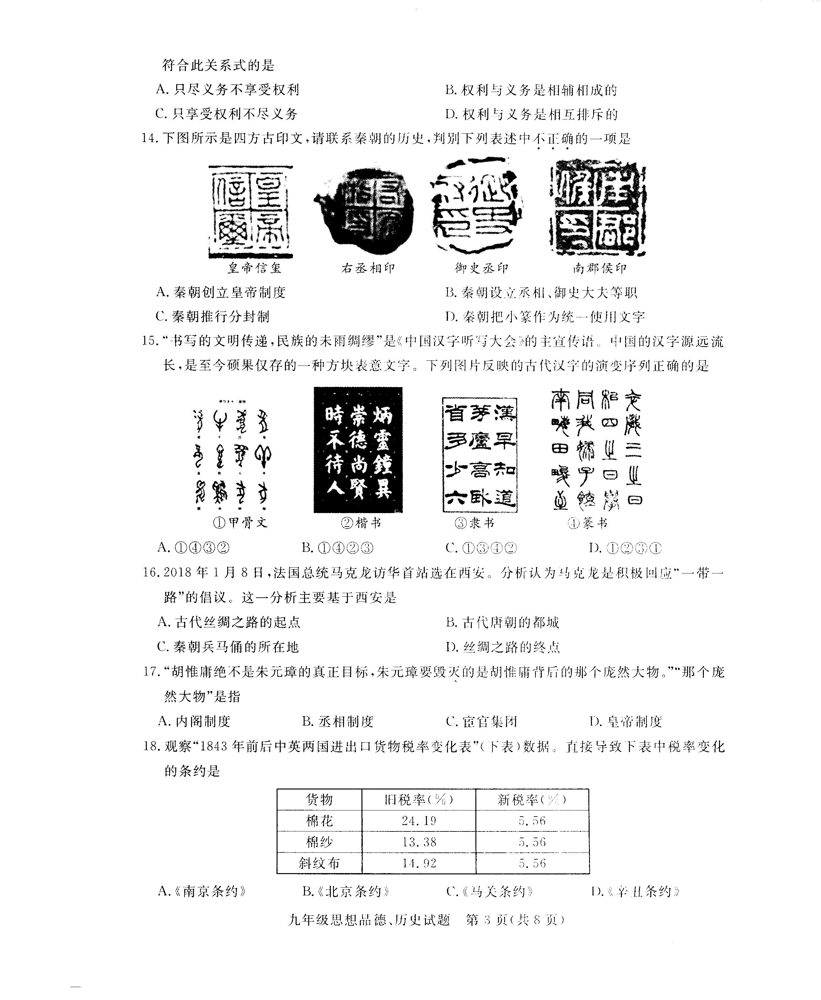 符合此关系式的是
A. 只尽义务不享受权利 B. 权利与义务是相辅相成的
C. 只享受权利不尽义务 D. 权利与义务是相互排斥的
14. 下图所示是四方古印文,请联系秦朝的历史,判别下列表述中不正确的一项是
皇帝信玺 右丞相印 御史丞印 南郡侯印
A. 秦朝创立皇帝制度 B. 秦朝设立丞相、御史大夫等职
C. 秦朝推行分封制 D. 秦朝把小篆作为统一使用文字
15. “书写的文明传递,民族的未雨绸缪”是《中国汉字听写大会》的主宣传语。中国的汉字源远流
长,是至今硕果仅存的一种方块表意文字。下列图片反映的古代汉字的演变序列正确的是
炳靈鐘異
崇德尚賢
時不待人
漢早知道
茅廬高卧
省多少六
①甲骨文 ②楷书 ③隶书 ④篆书
A. ①④③② B. ①④②③ C. ①③④② D. ①②③④
16. 2018 年 1 月 8 日,法国总统马克龙访华首站选在西安。分析认为马克龙是积极回应“一带一
路”的倡议。这一分析主要基于西安是
A. 古代丝绸之路的起点 B. 古代唐朝的都城
C. 秦朝兵马俑的所在地 D. 丝绸之路的终点
17. “胡惟庸绝不是朱元璋的真正目标,朱元璋要毁灭的是胡惟庸背后的那个庞然大物。”“那个庞
然大物”是指
A. 内阁制度 B. 丞相制度 C. 宦官集团 D. 皇帝制度
18. 观察“1843 年前后中英两国进出口货物税率变化表”(下表)数据。直接导致下表中税率变化
的条约是
货物 旧税率(%) 新税率(%)
棉花 24.19 5.56
棉纱 13.38 5.56
斜纹布 14.92 5.56
A.《南京条约》 B.《北京条约》 C.《马关条约》 D.《辛丑条约》
九年级思想品德、历史试题 第 3 页(共 8 页)